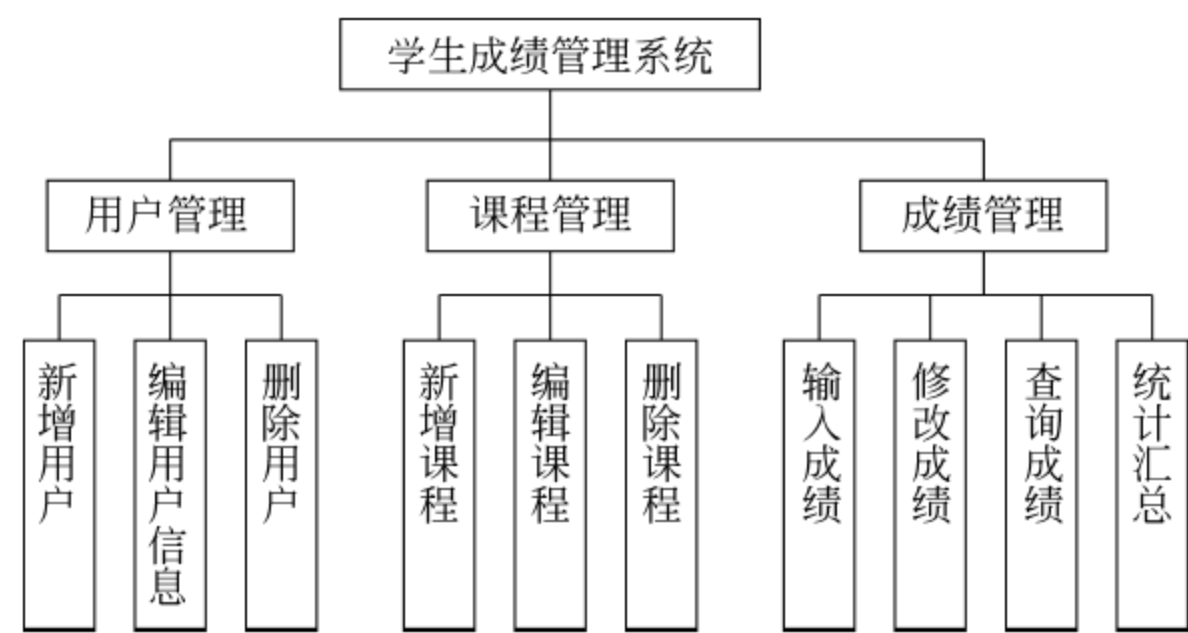 学生成绩管理系统
用户管理
课程管理
成绩管理
新增用户
编辑用户信息
删除用户
新增课程
编辑课程
删除课程
输入成绩
修改成绩
查询成绩
统计汇总